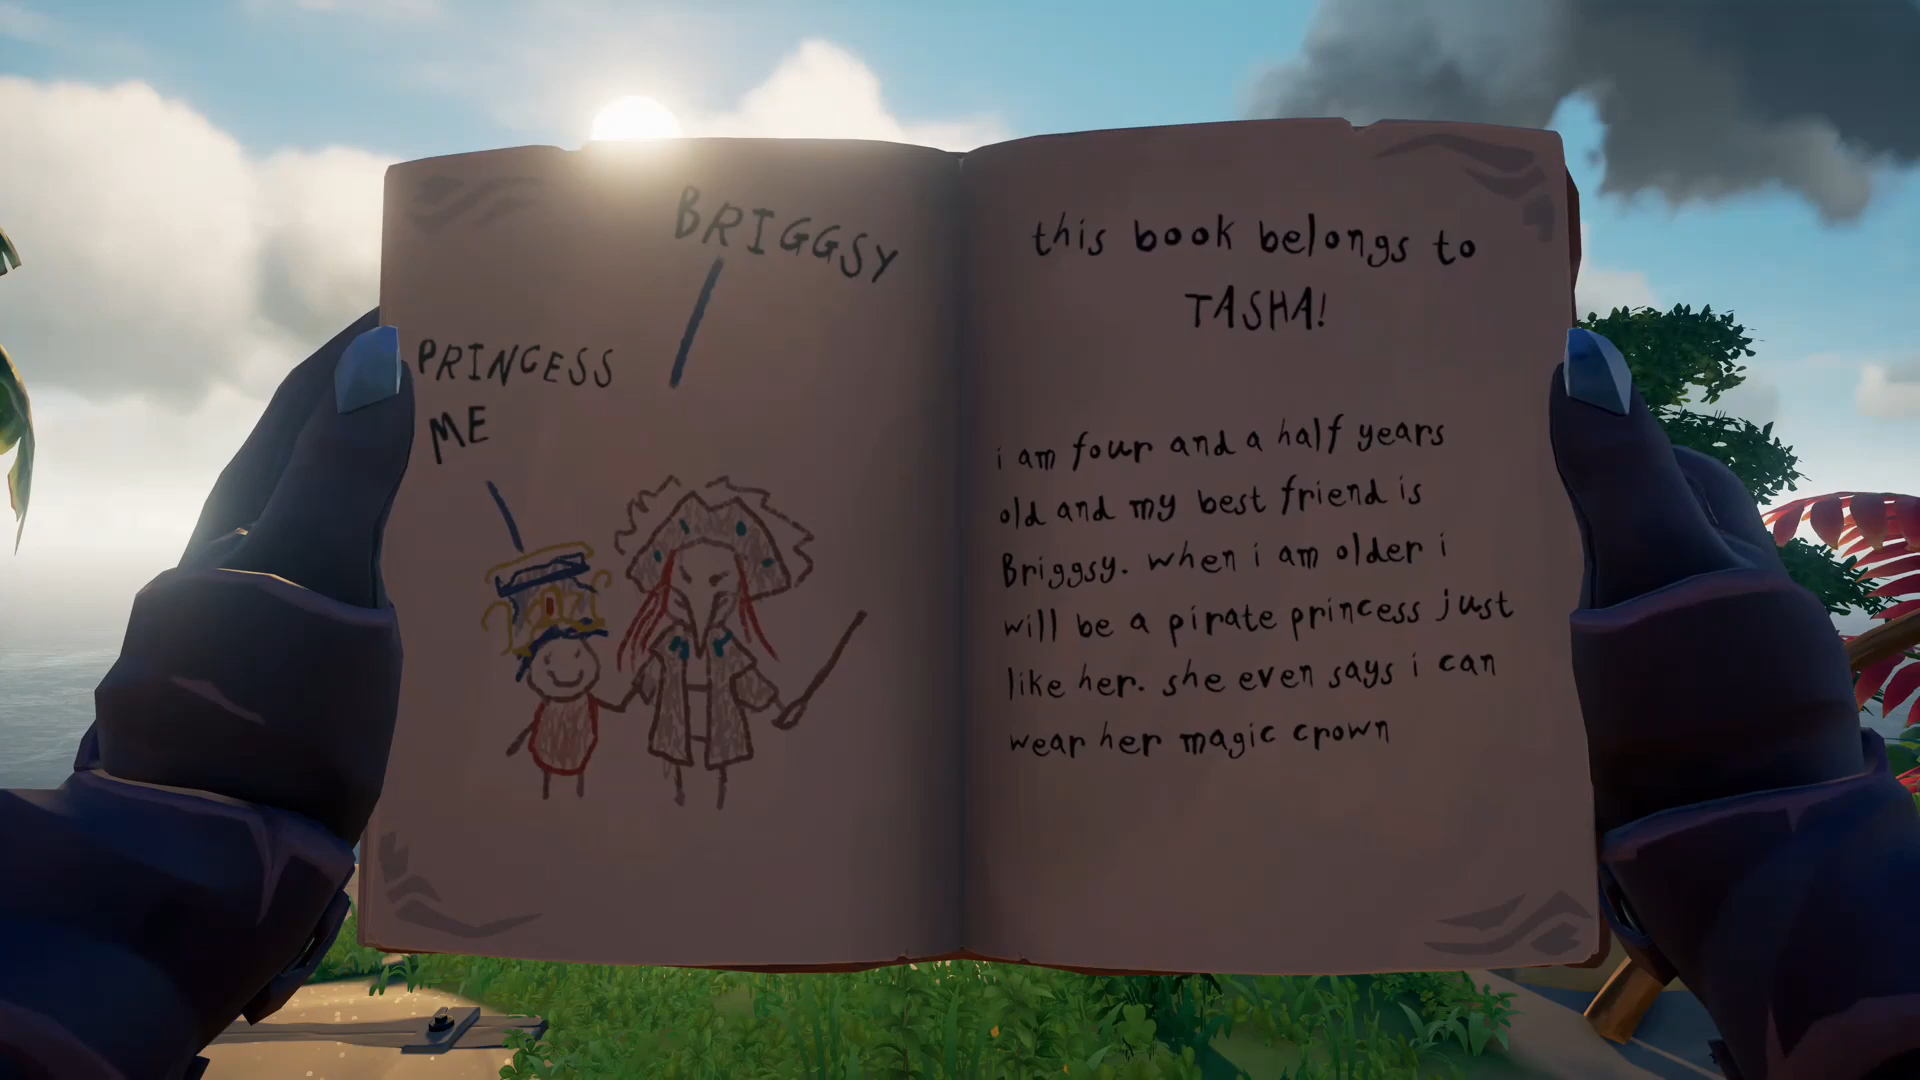 BRIGGSY
PRINCESS
ME
this book belongs to
TASHA!
i am four and a half years
old and my best friend is
Briggsy. when i am older i
will be a pirate princess just
like her. she even says i can
wear her magic crown